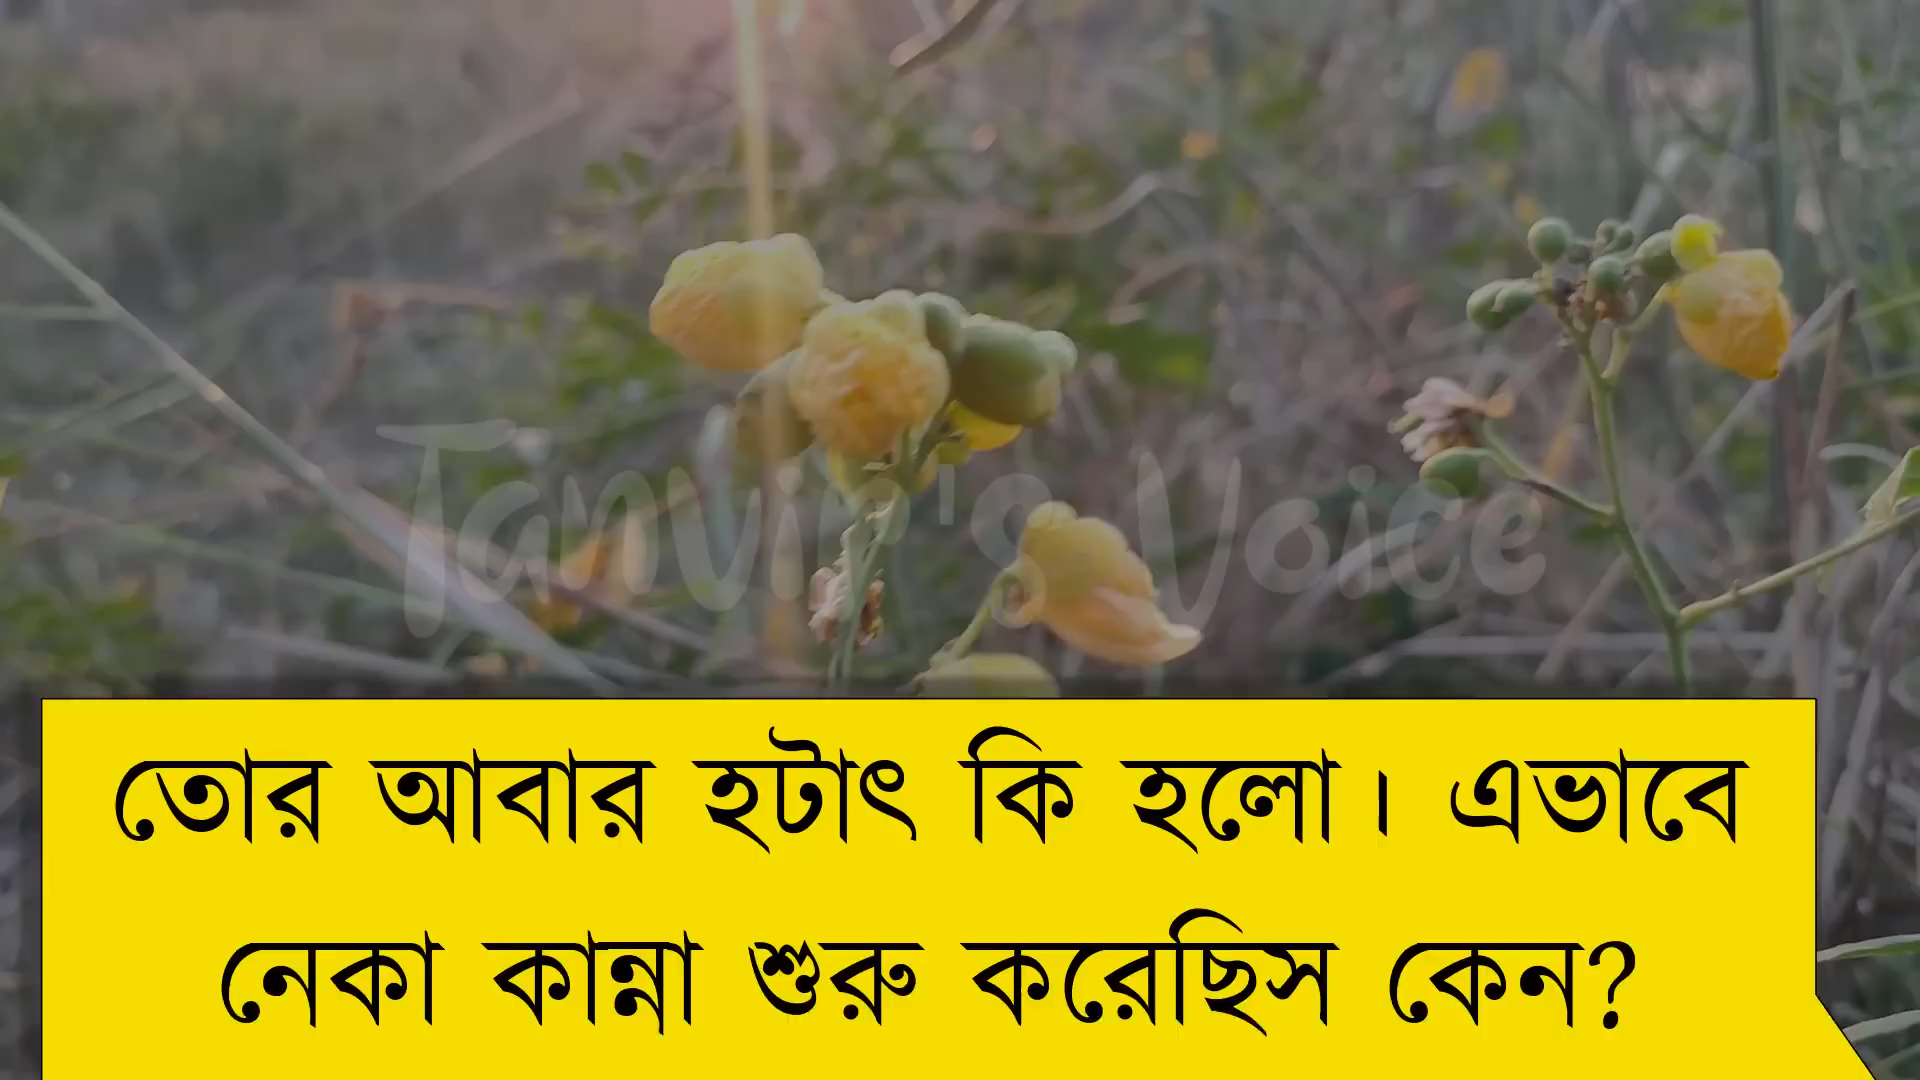 Tanvir's Voice
তোর আবার হটাৎ কি হলো। এভাবে
নেকা কান্না শুরু করেছিস কেন?